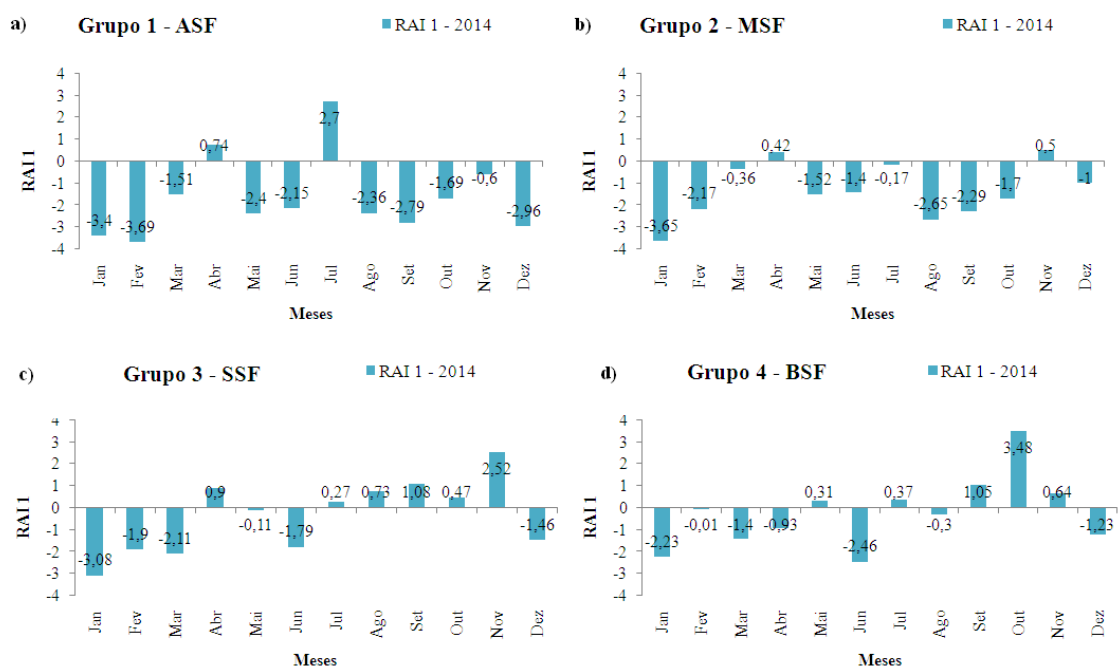 a) Grupo 1 - ASF RAI 1 - 2014
4
3
2
1
0
-1
-2
-3
-4
RAI 1
-3,4 -3,69 -1,51 0,74 -2,4 -2,15 2,7 -2,36 -2,79 -1,69 -0,6 -2,96
Jan Fev Mar Abr Mai Jun Jul Ago Set Out Nov Dez
Meses
b) Grupo 2 - MSF RAI 1 - 2014
4
3
2
1
0
-1
-2
-3
-4
RAI 1
-3,65 -2,17 -0,36 0,42 -1,52 -1,4 -0,17 -2,65 -2,29 -1,7 0,5 -1
Jan Fev Mar Abr Mai Jun Jul Ago Set Out Nov Dez
Meses
c) Grupo 3 - SSF RAI 1 - 2014
4
3
2
1
0
-1
-2
-3
-4
RAI 1
-3,08 -1,9 -2,11 0,9 -0,11 -1,79 0,27 0,73 1,08 0,47 2,52 -1,46
Jan Fev Mar Abr Mai Jun Jul Ago Set Out Nov Dez
Meses
d) Grupo 4 - BSF RAI 1 - 2014
4
3
2
1
0
-1
-2
-3
-4
RAI 1
-2,23 -0,01 -1,4 -0,93 0,31 -2,46 0,37 -0,3 1,05 3,48 0,64 -1,23
Jan Fev Mar Abr Mai Jun Jul Ago Set Out Nov Dez
Meses